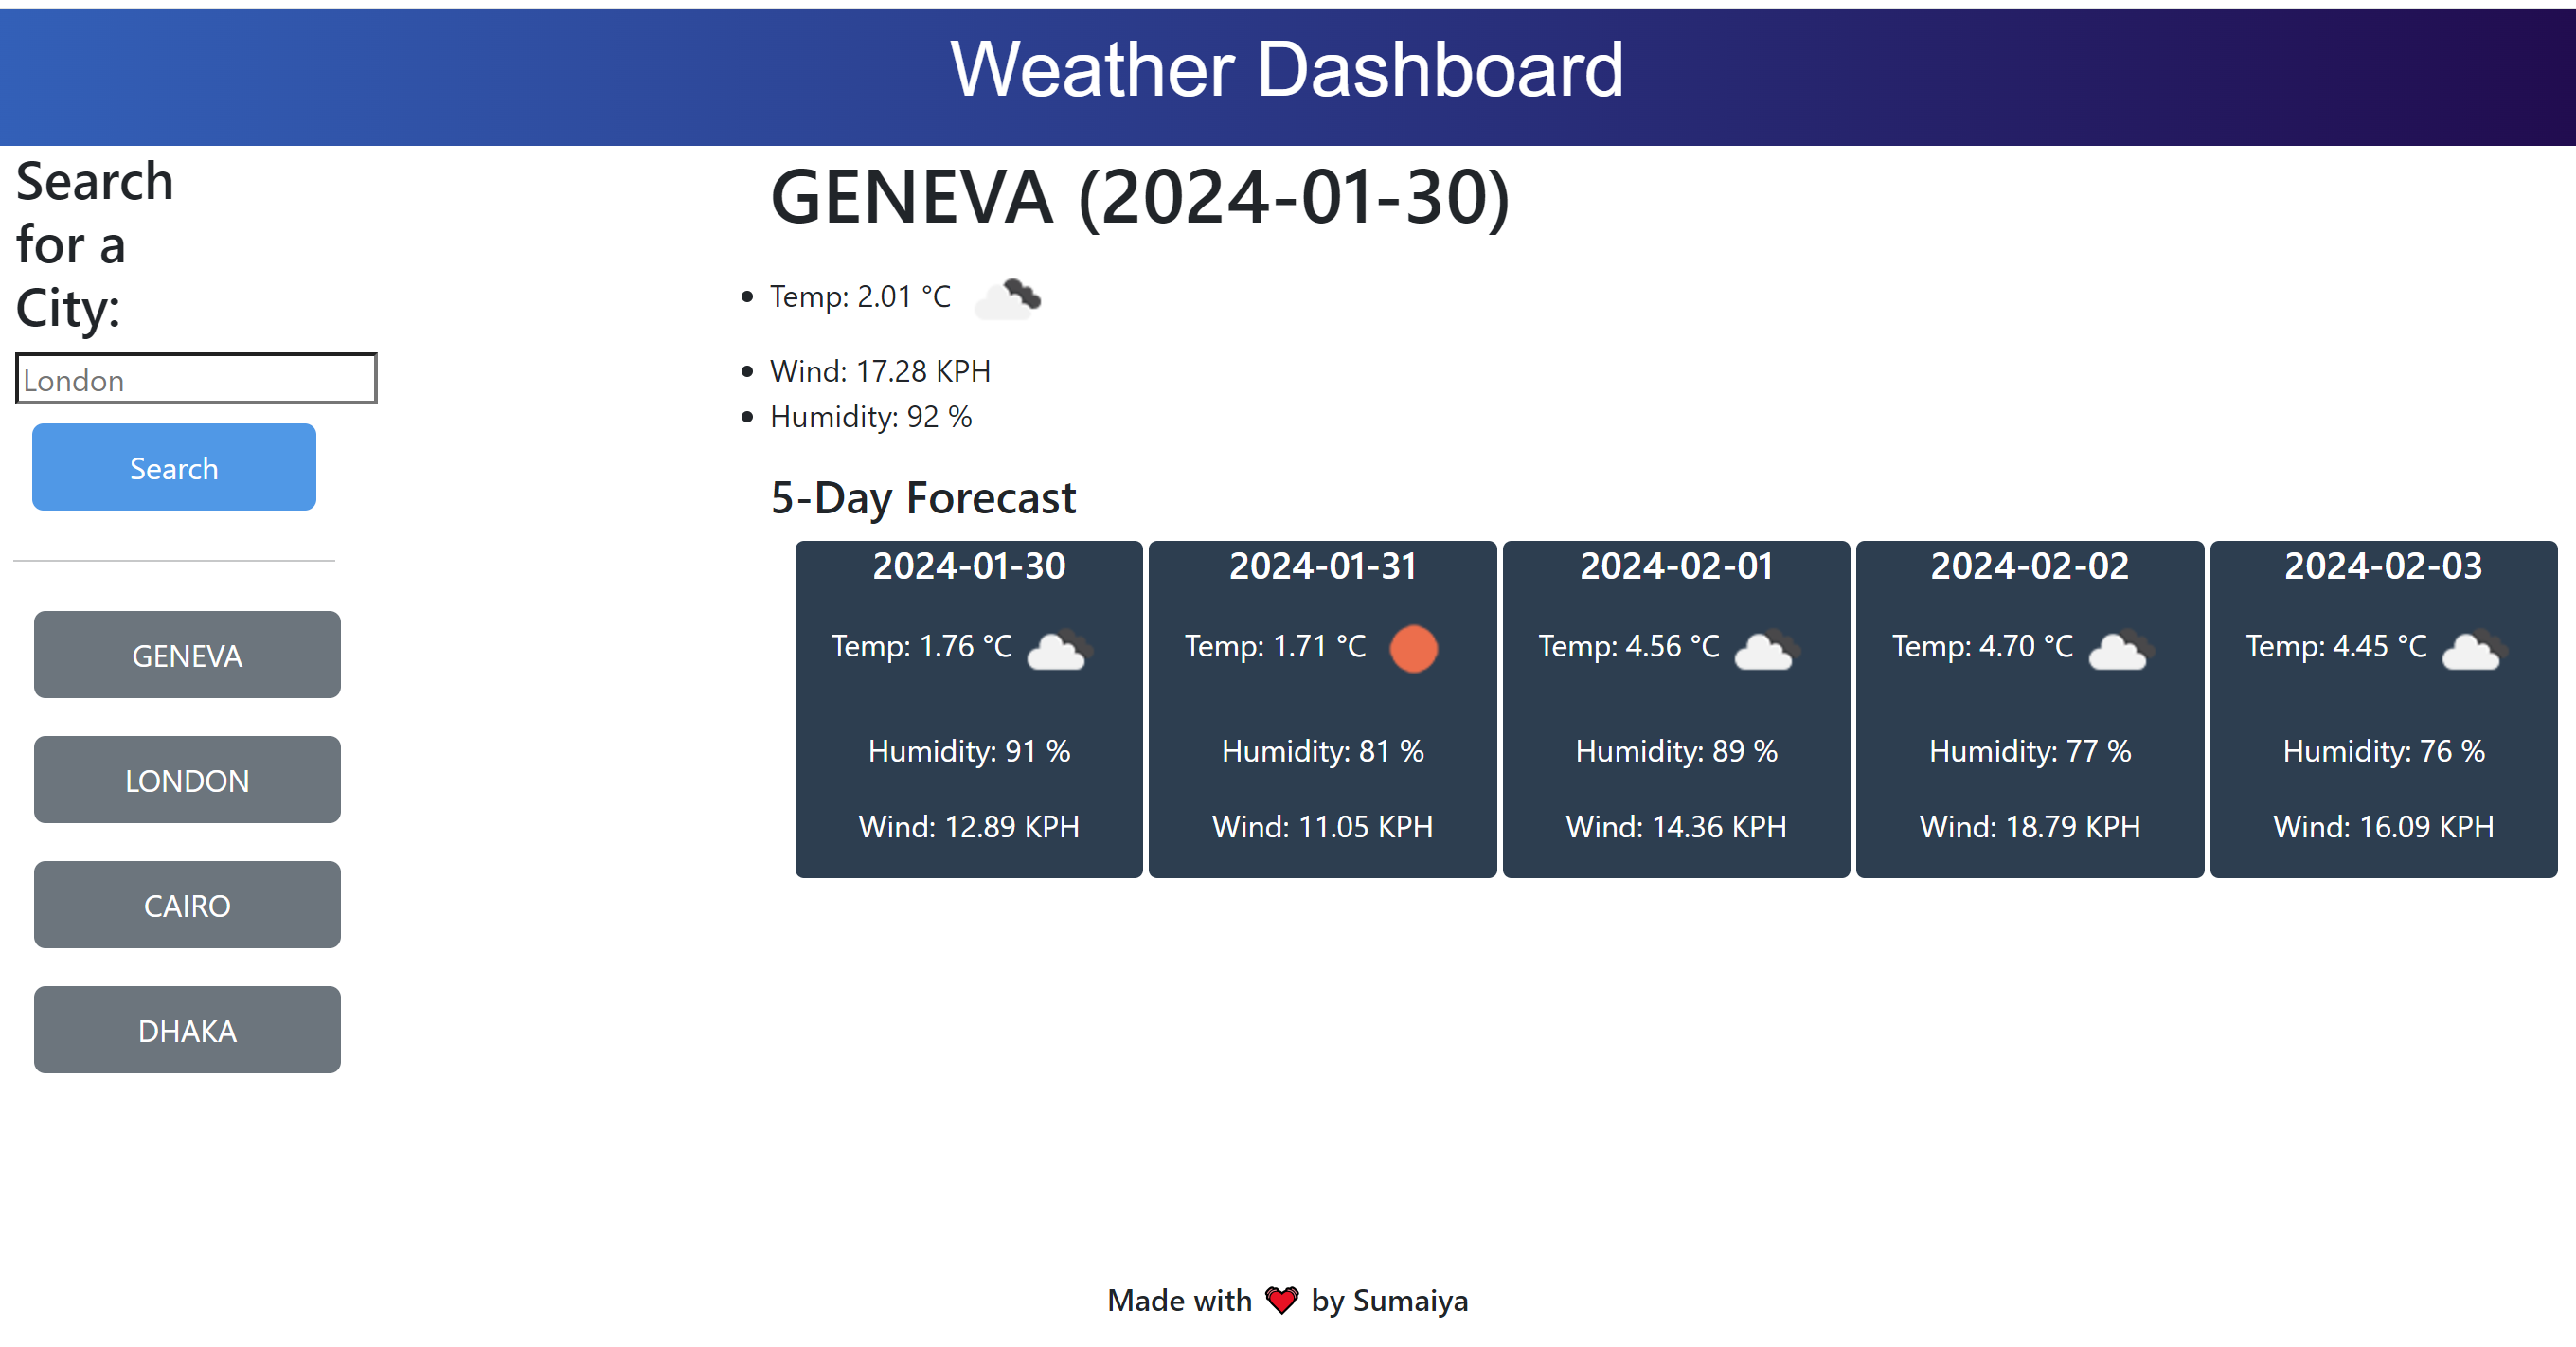 Weather Dashboard
Search
for a
City:
London
Search
GENEVA
LONDON
CAIRO
DHAKA
GENEVA (2024-01-30)
Temp: 2.01 °C
Wind: 17.28 KPH
Humidity: 92 %
5-Day Forecast
2024-01-30
Temp: 1.76 °C
Humidity: 91 %
Wind: 12.89 KPH
2024-01-31
Temp: 1.71 °C
Humidity: 81 %
Wind: 11.05 KPH
2024-02-01
Temp: 4.56 °C
Humidity: 89 %
Wind: 14.36 KPH
2024-02-02
Temp: 4.70 °C
Humidity: 77 %
Wind: 18.79 KPH
2024-02-03
Temp: 4.45 °C
Humidity: 76 %
Wind: 16.09 KPH
Made with 💓 by Sumaiya